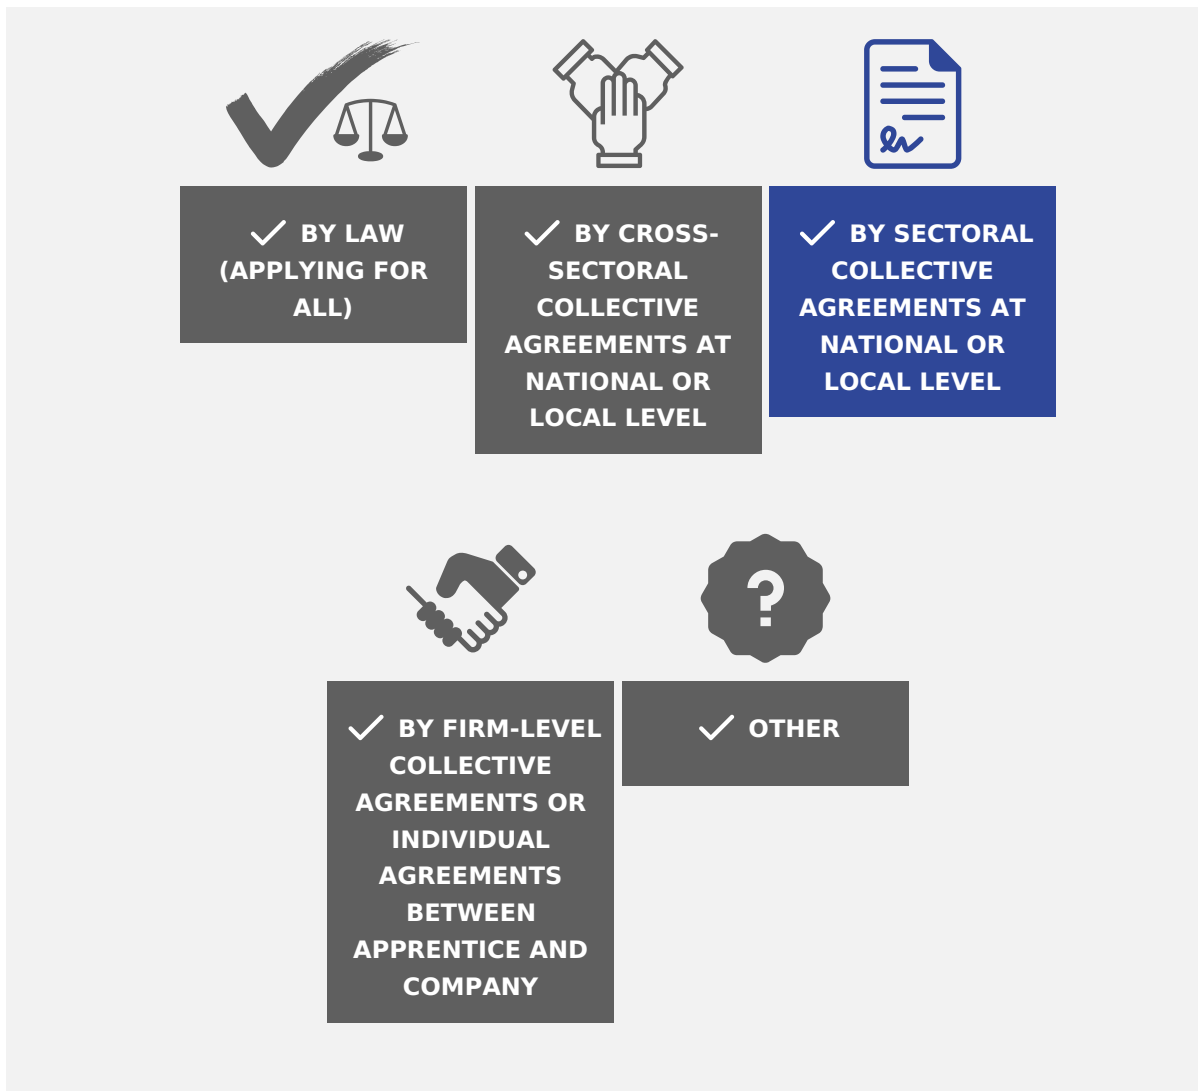 BY LAW
(APPLYING FOR
ALL)
BY CROSS-
SECTORAL
COLLECTIVE
AGREEMENTS AT
NATIONAL OR
LOCAL LEVEL
BY SECTORAL
COLLECTIVE
AGREEMENTS AT
NATIONAL OR
LOCAL LEVEL
BY FIRM-LEVEL
COLLECTIVE
AGREEMENTS OR
INDIVIDUAL
AGREEMENTS
BETWEEN
APPRENTICE AND
COMPANY
?
OTHER